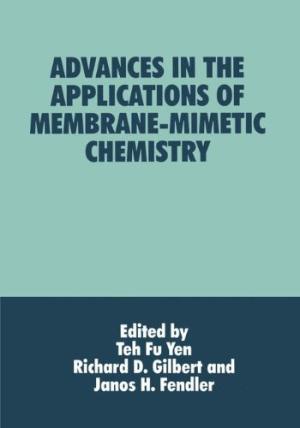 ADVANCES IN THE
APPLICATIONS OF
MEMBRANE-MIMETIC
CHEMISTRY
Edited by
Teh Fu Yen
Richard D. Gilbert and
Janos H. Fendler